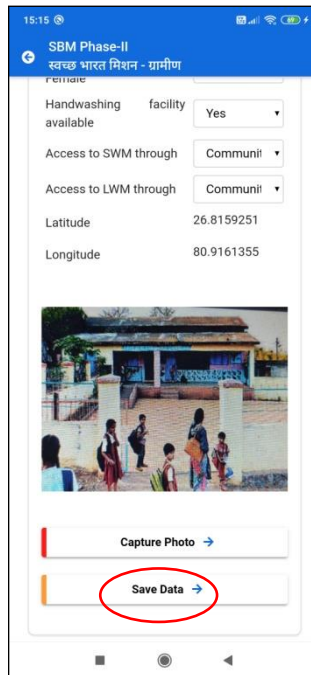 15:15
SBM Phase-II
स्वच्छ भारत मिशन - ग्रामीण
Female
Handwashing facility
available
Yes
Access to SWM through
Communit
Access to LWM through
Communit
Latitude
26.8159251
Longitude
80.9161355
Capture Photo →
Save Data →